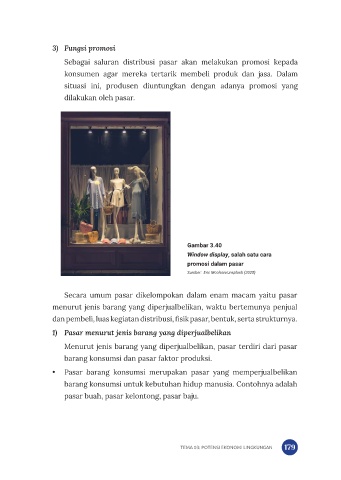 3) Fungsi promosi
Sebagai saluran distribusi pasar akan melakukan promosi kepada
konsumen agar mereka tertarik membeli produk dan jasa. Dalam
situasi ini, produsen diuntungkan dengan adanya promosi yang
dilakukan oleh pasar.
Gambar 3.40
Window display, salah satu cara
promosi dalam pasar
Secara umum pasar dikelompokan dalam enam macam yaitu pasar
menurut jenis barang yang diperjualbelikan, waktu bertemunya penjual
dan pembeli, luas kegiatan distribusi, fisik pasar, bentuk, serta strukturnya.
1) Pasar menurut jenis barang yang diperjualbelikan
Menurut jenis barang yang diperjualbelikan, pasar terdiri dari pasar
barang konsumsi dan pasar faktor produksi.
• Pasar barang konsumsi merupakan pasar yang memperjualbelikan
barang konsumsi untuk kebutuhan hidup manusia. Contohnya adalah
pasar buah, pasar kelontong, pasar baju.
TEMA 03: POTENSI EKONOMI LINGKUNGAN 179